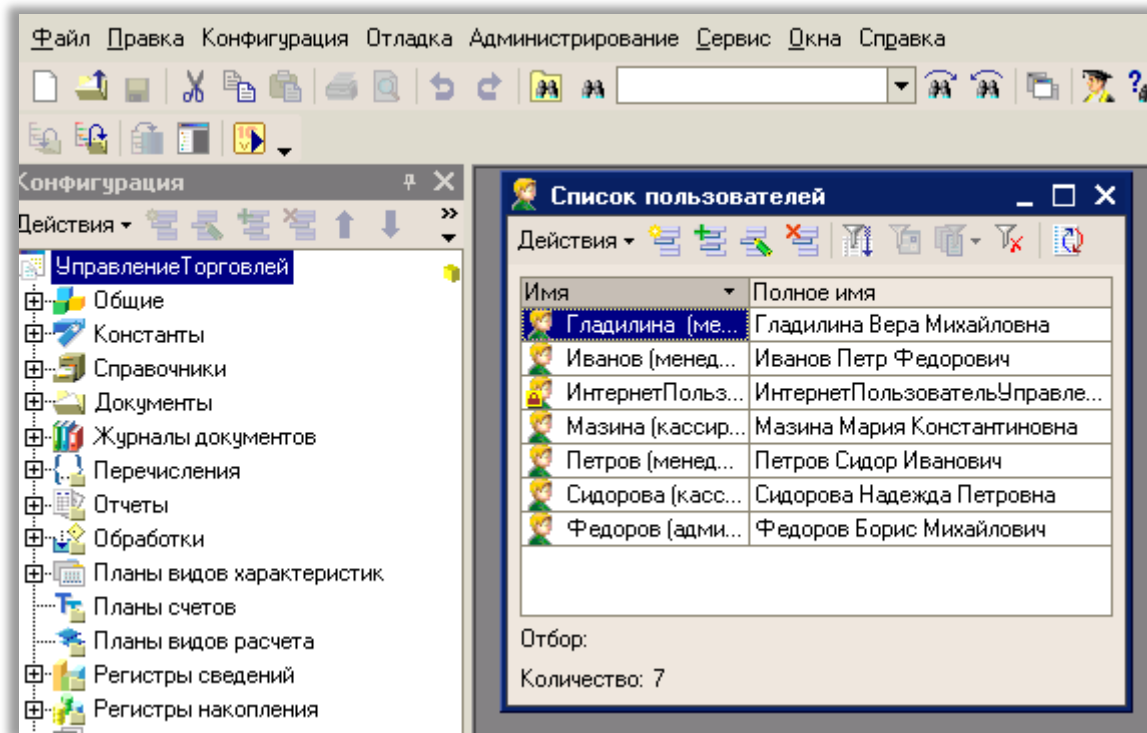 Файл Правка Конфигурация Отладка Администрирование Сервис Окна Справка
Конфигурация
Действия
УправлениеТорговлей
Общие
Константы
Справочники
Документы
Журналы документов
Перечисления
Отчеты
Обработки
Планы видов характеристик
Планы счетов
Планы видов расчета
Регистры сведений
Регистры накопления
Список пользователей
Действия
Имя Полное имя
Гладилина (ме... Гладилина Вера Михайловна
Иванов (менед... Иванов Петр Федорович
ИнтернетПольз... ИнтернетПользовательУправле...
Мазина (кассир... Мазина Мария Константиновна
Петров (менед... Петров Сидор Иванович
Сидорова (касс... Сидорова Надежда Петровна
Федоров (адми... Федоров Борис Михайлович
Отбор:
Количество: 7